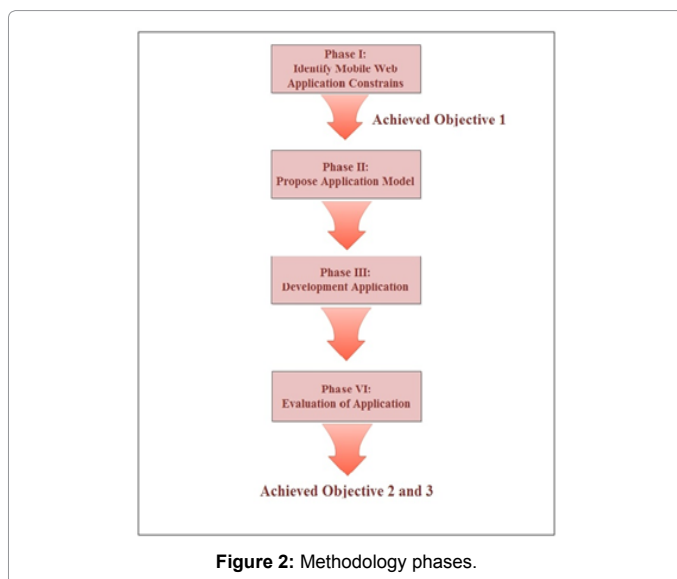 Phase I:
Identify Mobile Web
Application Constrains
Achieved Objective 1
Phase II:
Propose Application Model
Phase III:
Development Application
Phase VI:
Evaluation of Application
Achieved Objective 2 and 3
Figure 2: Methodology phases.